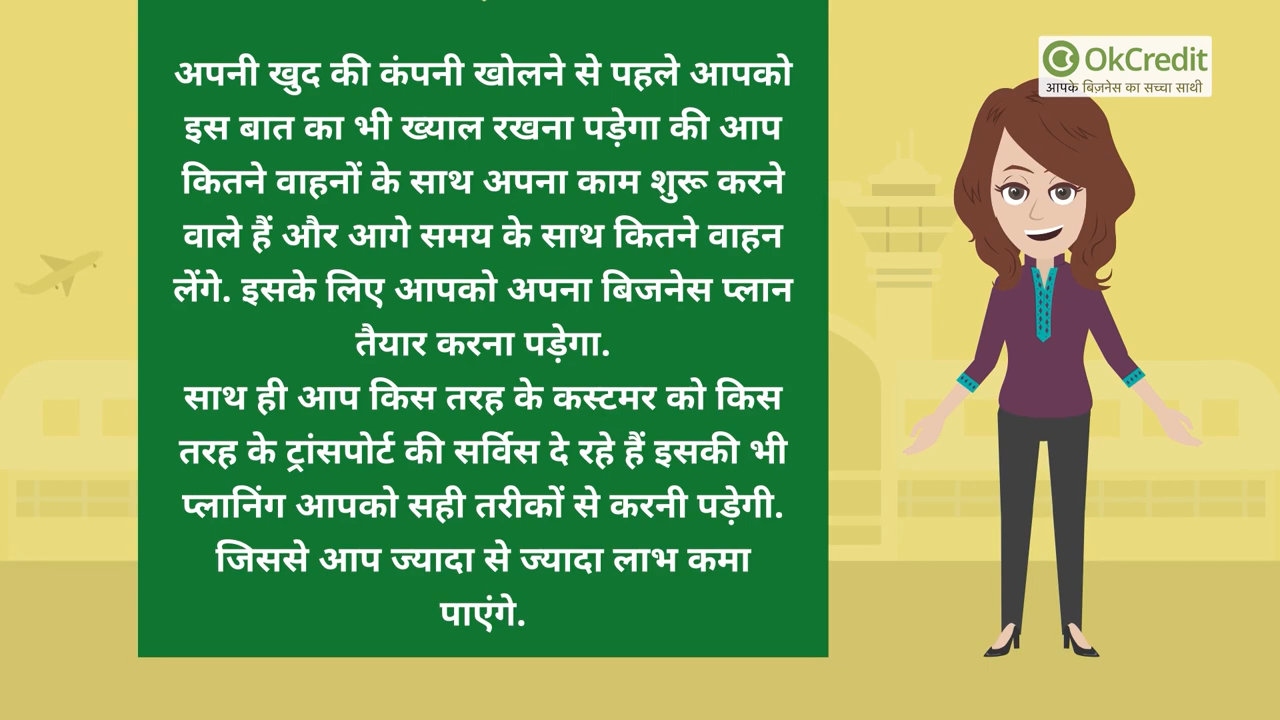 अपनी खुद की कंपनी खोलने से पहले आपको
इस बात का भी ख्याल रखना पड़ेगा की आप
कितने वाहनों के साथ अपना काम शुरू करने
वाले हैं और आगे समय के साथ कितने वाहन
लेंगे. इसके लिए आपको अपना बिजनेस प्लान
तैयार करना पड़ेगा.
साथ ही आप किस तरह के कस्टमर को किस
तरह के ट्रांसपोर्ट की सर्विस दे रहे हैं इसकी भी
प्लानिंग आपको सही तरीकों से करनी पड़ेगी.
जिससे आप ज्यादा से ज्यादा लाभ कमा
पाएंगे.
OkCredit
आपके बिज़नेस का सच्चा साथी